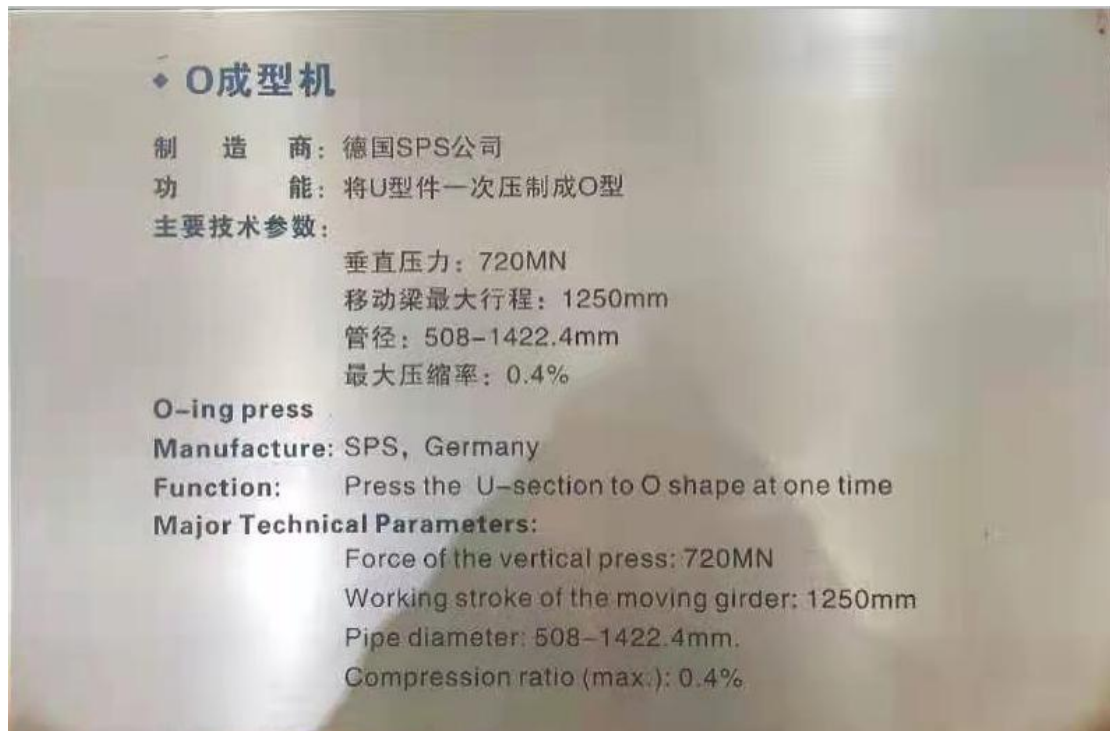 ◆ O成型机
制 造 商：德国SPS公司
功 能：将U型件一次压制成O型
主要技术参数：
垂直压力：720MN
移动梁最大行程：1250mm
管径：508-1422.4mm
最大压缩率：0.4%
O-ing press
Manufacture: SPS, Germany
Function: Press the U-section to O shape at one time
Major Technical Parameters:
Force of the vertical press: 720MN
Working stroke of the moving girder: 1250mm
Pipe diameter: 508-1422.4mm.
Compression ratio (max.): 0.4%